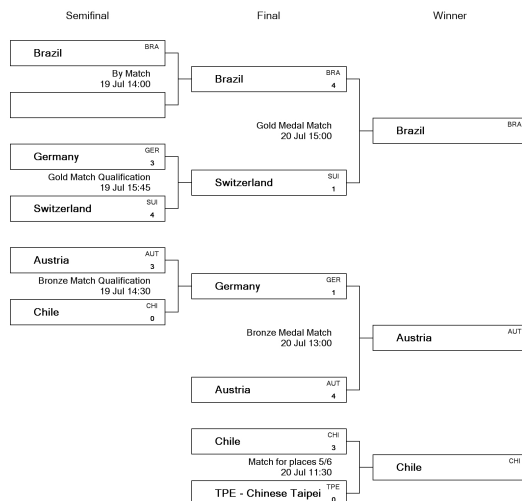 Semifinal
Final
Winner
Brazil BRA
By Match
19 Jul 14:00
Brazil BRA
4
Germany GER
3
Gold Match Qualification
19 Jul 15:45
Switzerland SUI
4
Gold Medal Match
20 Jul 15:00
Switzerland SUI
1
Brazil BRA
Austria AUT
3
Bronze Match Qualification
19 Jul 14:30
Chile CHI
0
Germany GER
1
Bronze Medal Match
20 Jul 13:00
Austria AUT
4
Austria AUT
Chile CHI
3
Match for places 5/6
20 Jul 11:30
TPE - Chinese Taipei TPE
0
Chile CHI